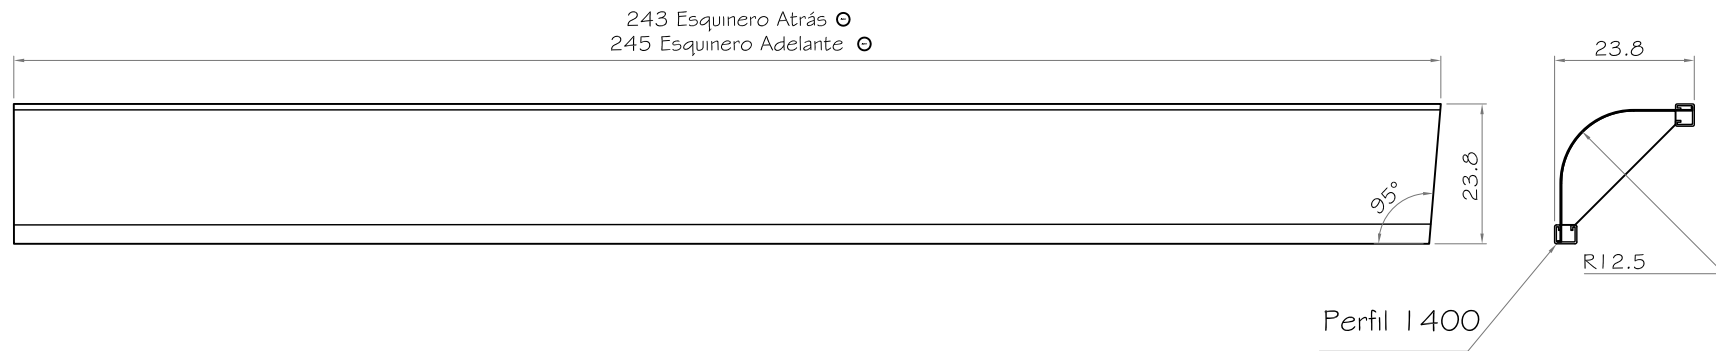 243 Esquinero Atrás
245 Esquinero Adelante
23.8
23.8
95°
R12.5
Perfil 1400